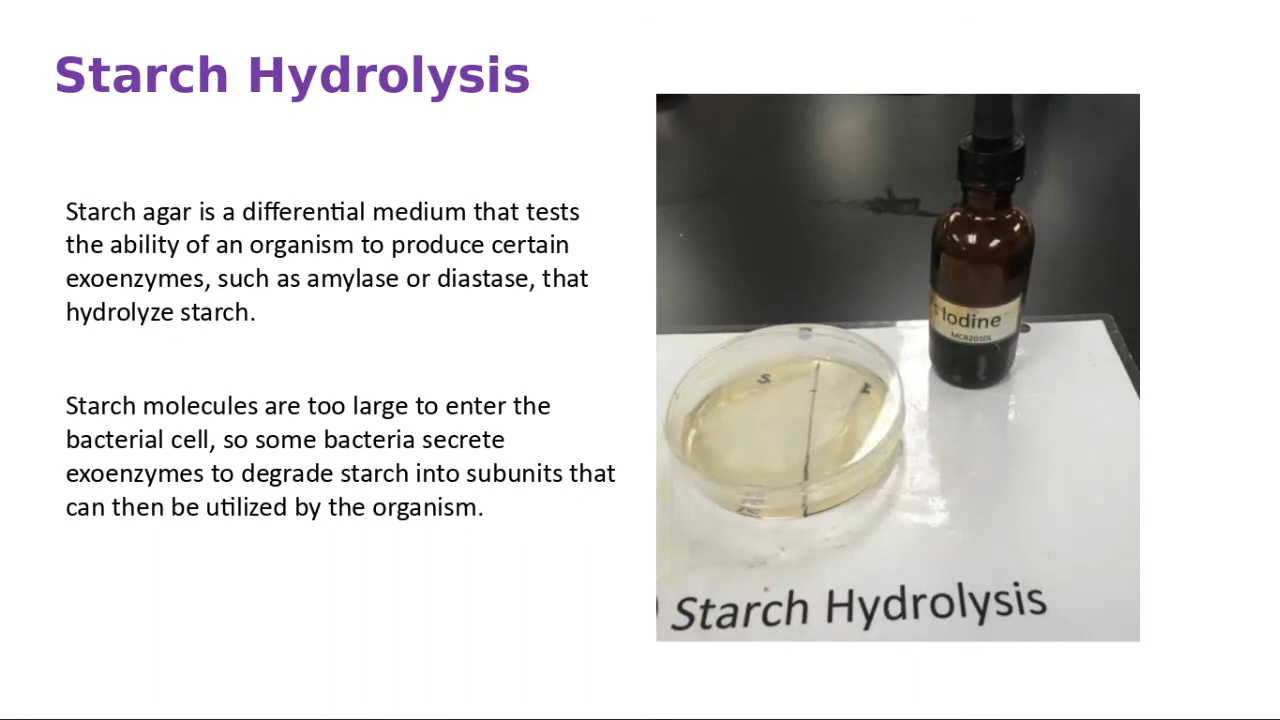 Starch Hydrolysis
Starch agar is a differential medium that tests
the ability of an organism to produce certain
exoenzymes, such as amylase or diastase, that
hydrolyze starch.
Starch molecules are too large to enter the
bacterial cell, so some bacteria secrete
exoenzymes to degrade starch into subunits that
can then be utilized by the organism.
Iodine
MCB2010L
Starch Hydrolysis